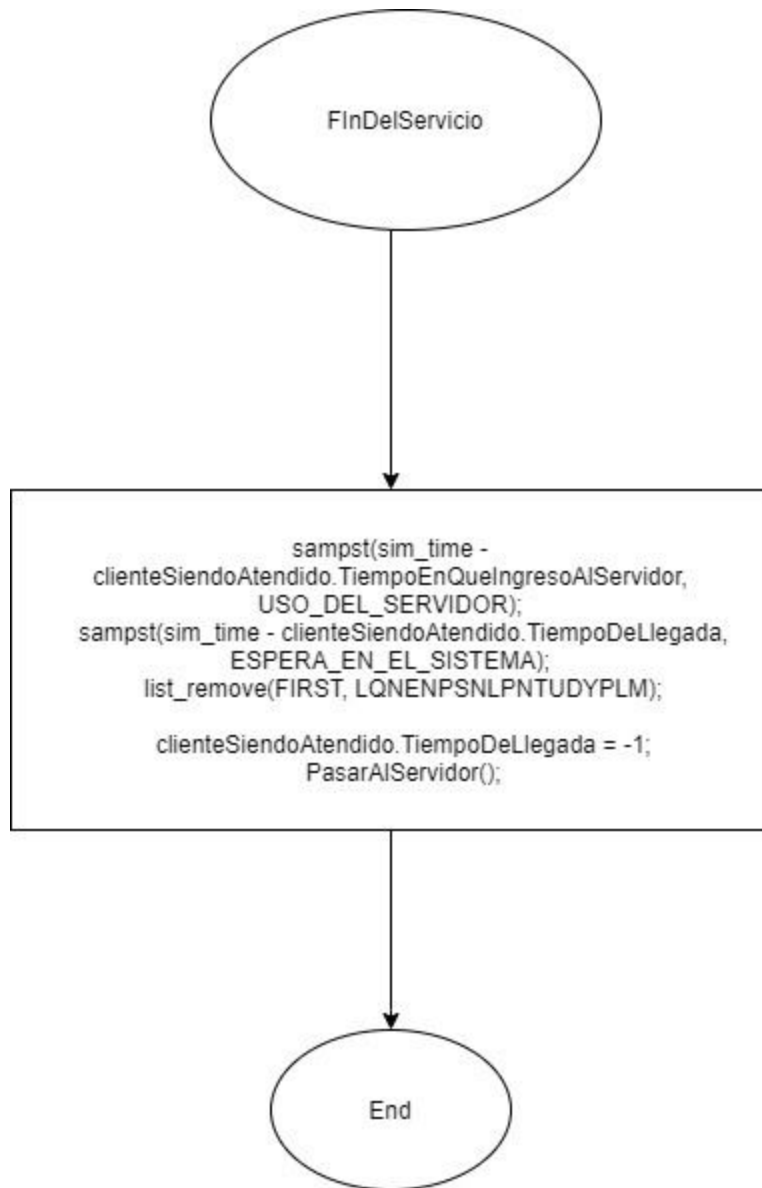 FInDelServicio
sampst(sim_time -
clienteSiendoAtendido.TiempoEnQueIngresoAlServidor,
USO_DEL_SERVIDOR);
sampst(sim_time - clienteSiendoAtendido.TiempoDeLlegada,
ESPERA_EN_EL_SISTEMA);
list_remove(FIRST, LQNENPSNLPNTUDYPLM);
clienteSiendoAtendido.TiempoDeLlegada = -1;
PasarAlServidor();
End